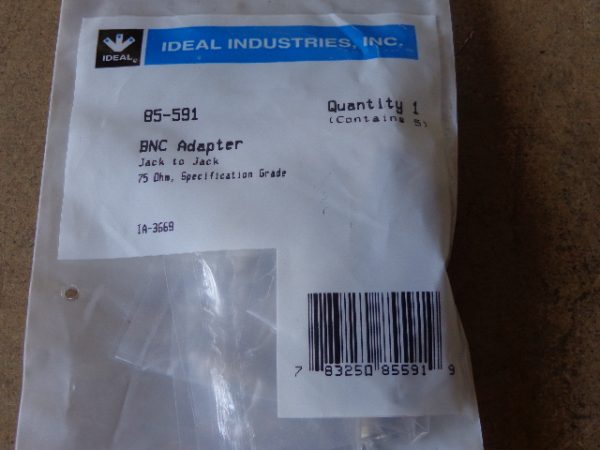 IDEAL
IDEAL INDUSTRIES, INC.
85-591
Quantity 1
(Contains 5)
BNC Adapter
Jack to Jack
75 Ohm, Specification Grade
IA-3669
7 83250 85591 9